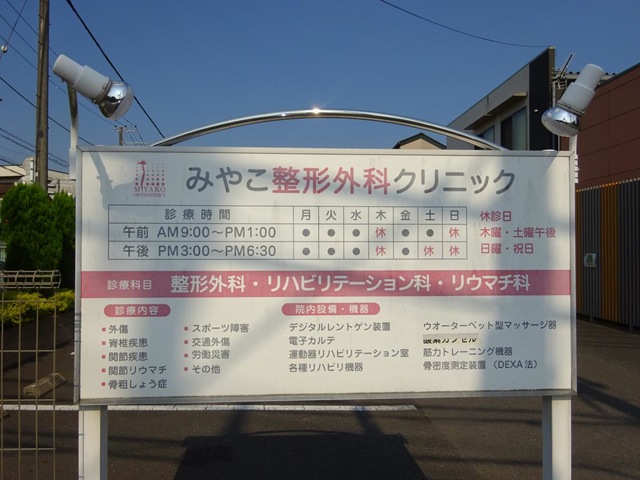 MIYAKO
ORTHOPEDICS
みやこ整形外科クリニック
診療時間 月 火 水 木 金 土 日
午前 AM9:00〜PM1:00 ● ● ● 休 ● ● 休
午後 PM3:00〜PM6:30 ● ● ● 休 ● 休 休
休診日
木曜・土曜午後
日曜・祝日
診療科目 整形外科・リハビリテーション科・リウマチ科
診療内容
・外傷
・脊椎疾患
・関節疾患
・関節リウマチ
・骨粗しょう症
・スポーツ障害
・交通外傷
・労働災害
・その他
院内設備・機器
デジタルレントゲン装置
電子カルテ
運動器リハビリテーション室
各種リハビリ機器
ウオーターベット型マッサージ器
酸素カプセル
筋力トレーニング機器
骨密度測定装置（DEXA法）